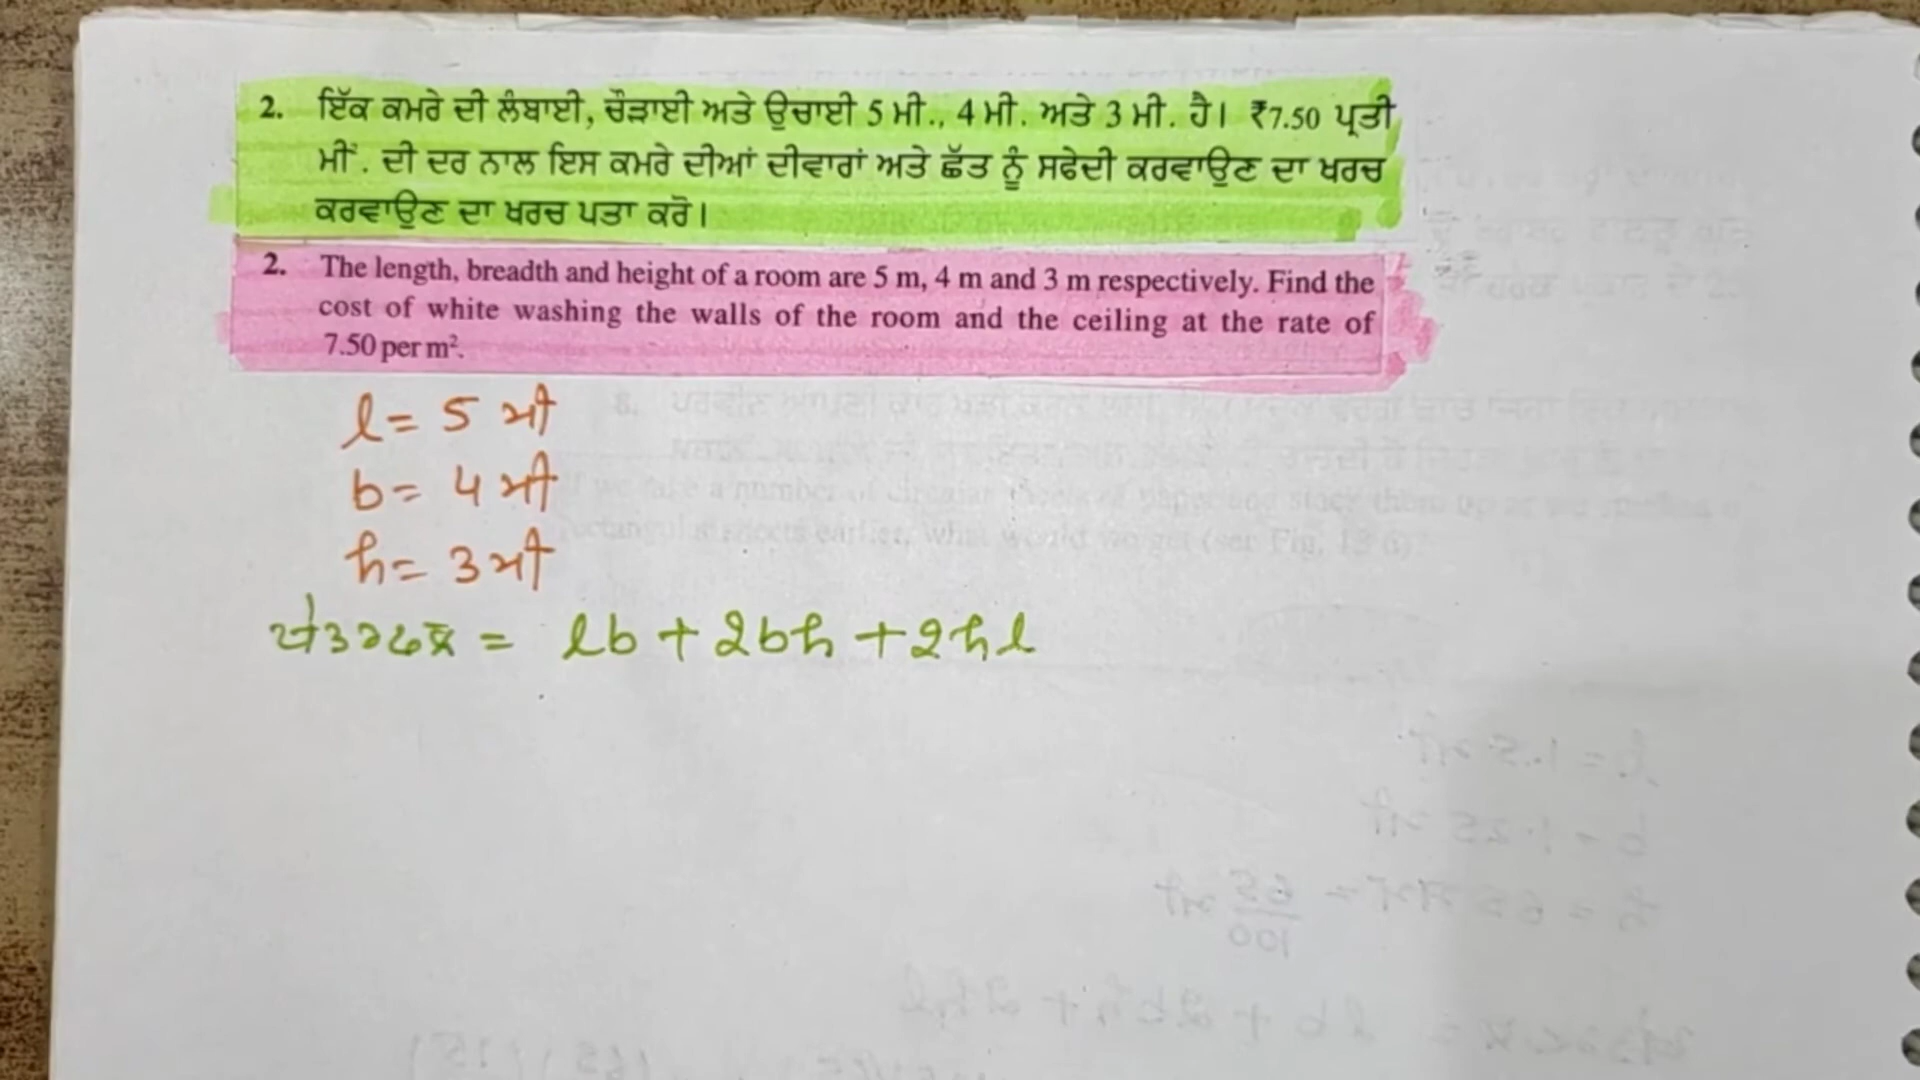 2. ਇੱਕ ਕਮਰੇ ਦੀ ਲੰਬਾਈ, ਚੌੜਾਈ ਅਤੇ ਉਚਾਈ 5 ਮੀ., 4 ਮੀ. ਅਤੇ 3 ਮੀ. ਹੈ। ₹7.50 ਪ੍ਰਤੀ
ਮੀ². ਦੀ ਦਰ ਨਾਲ ਇਸ ਕਮਰੇ ਦੀਆਂ ਦੀਵਾਰਾਂ ਅਤੇ ਛੱਤ ਨੂੰ ਸਫੇਦੀ ਕਰਵਾਉਣ ਦਾ ਖਰਚ
ਕਰਵਾਉਣ ਦਾ ਖਰਚ ਪਤਾ ਕਰੋ।
2. The length, breadth and height of a room are 5 m, 4 m and 3 m respectively. Find the
cost of white washing the walls of the room and the ceiling at the rate of
7.50 per m².
l = 5 ਮੀ
b = 4 ਮੀ
h = 3 ਮੀ
ਖੇਤਰਫਲ = lb + 2bh + 2hl